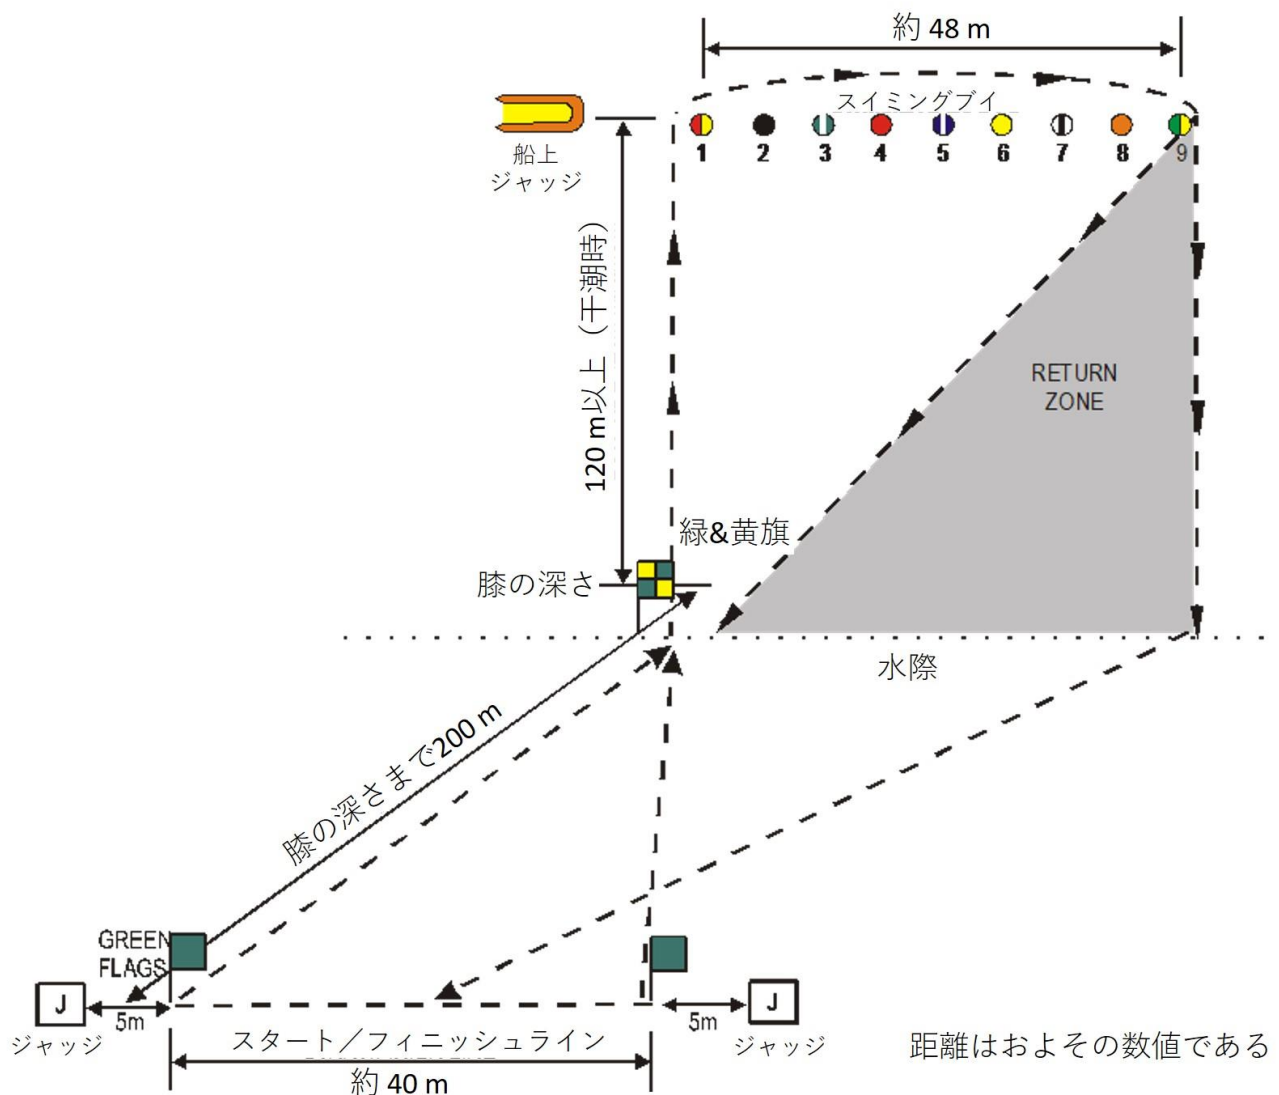 約 48 m
スイミングブイ
1 2 3 4 5 6 7 8 9
船上
ジャッジ
120 m以上（干潮時）
RETURN
ZONE
緑&黄旗
膝の深さ
水際
膝の深さまで200 m
GREEN
FLAGS
J
5m
ジャッジ
スタート／フィニッシュライン
約 40 m
J
5m
ジャッジ
距離はおよその数値である